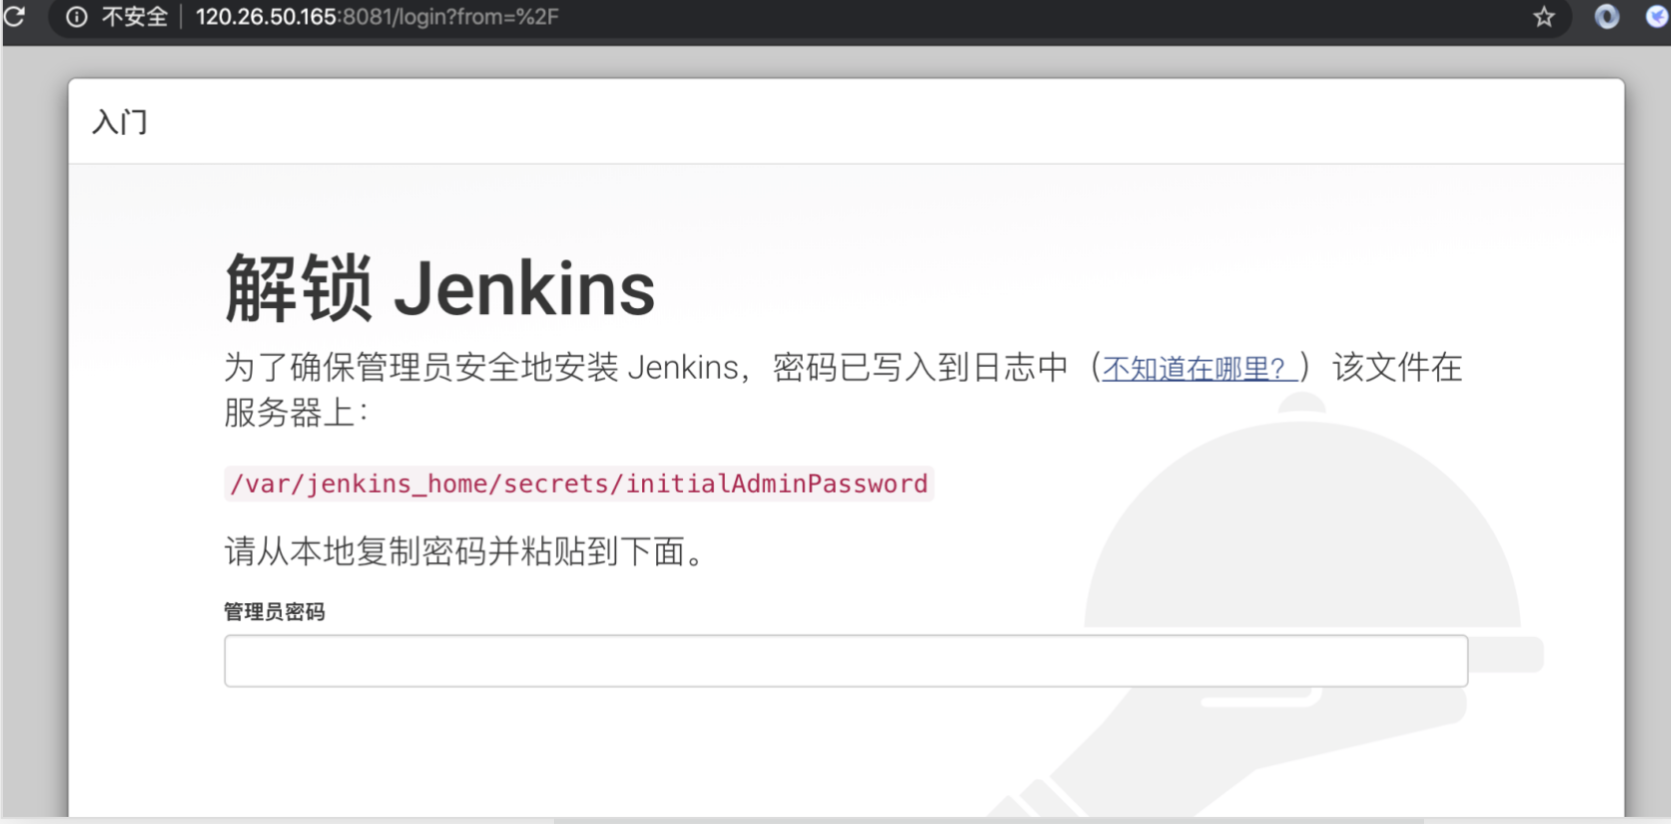 不安全 120.26.50.165:8081/login?from=%2F
入门
解锁 Jenkins
为了确保管理员安全地安装 Jenkins，密码已写入到日志中（不知道在哪里？）该文件在
服务器上：
/var/jenkins_home/secrets/initialAdminPassword
请从本地复制密码并粘贴到下面。
管理员密码